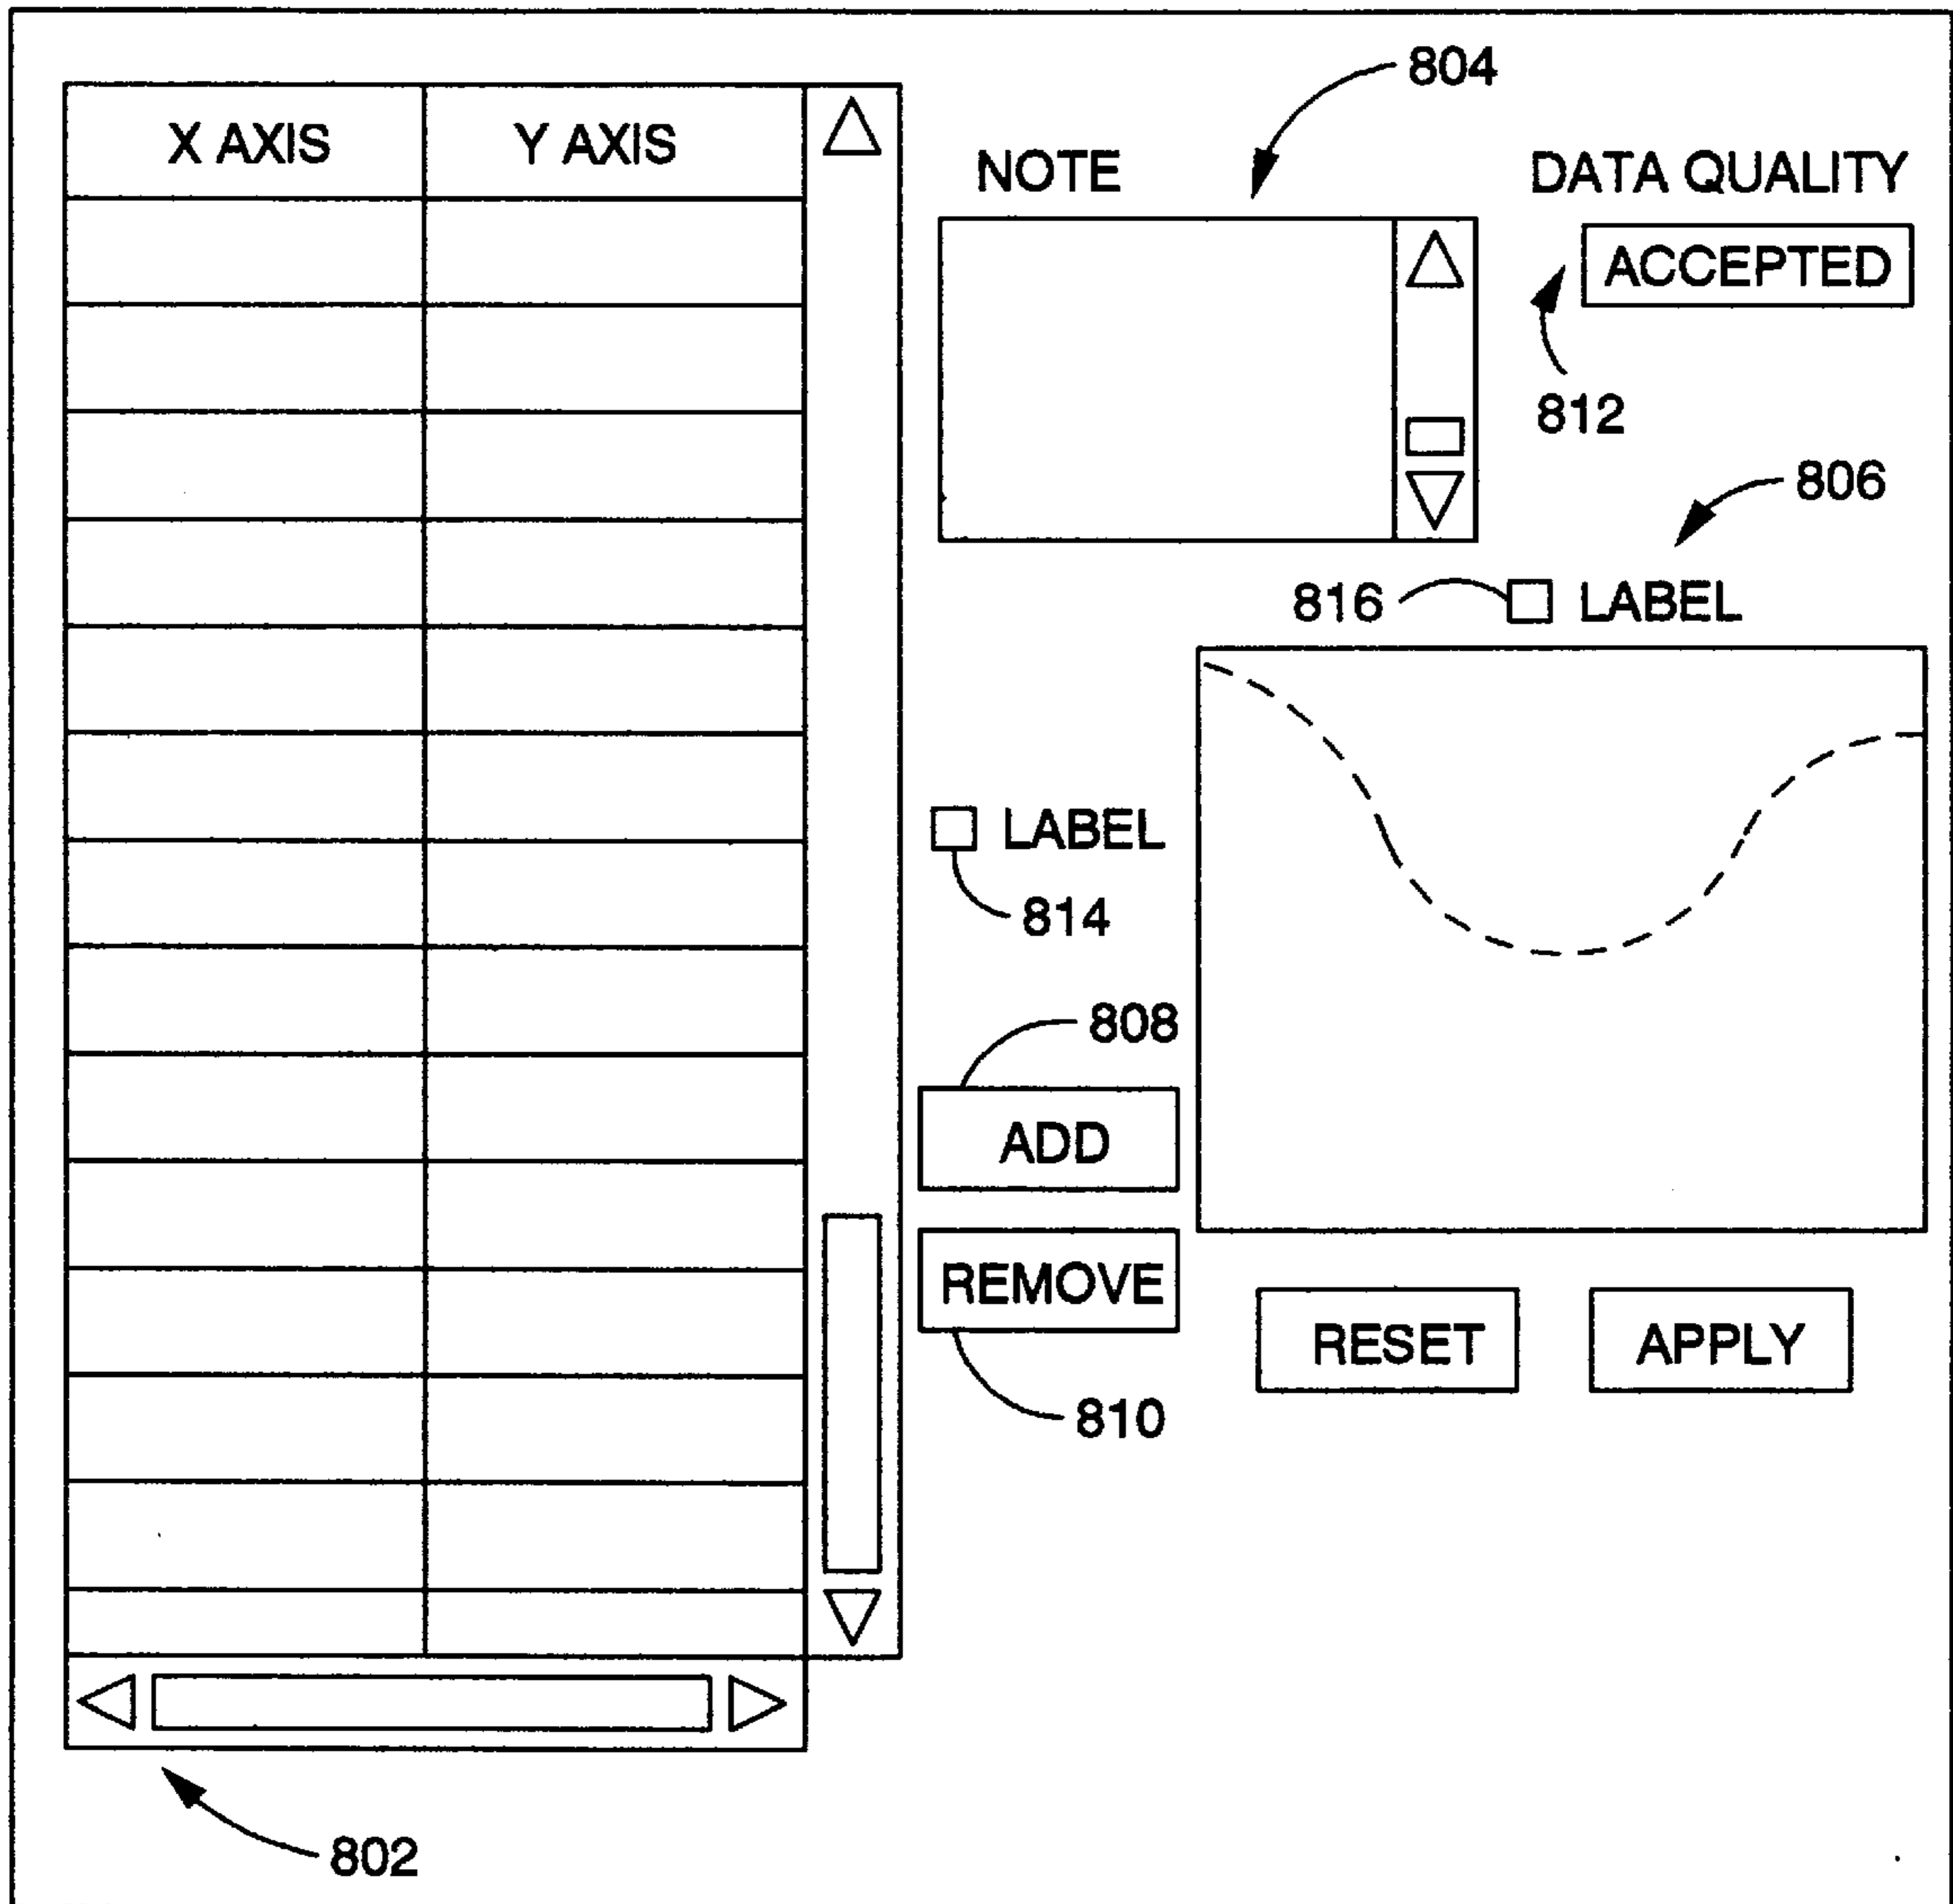 804
X AXIS
Y AXIS
NOTE
DATA QUALITY
ACCEPTED
812
806
816
LABEL
LABEL
814
808
ADD
REMOVE
RESET
APPLY
810
802